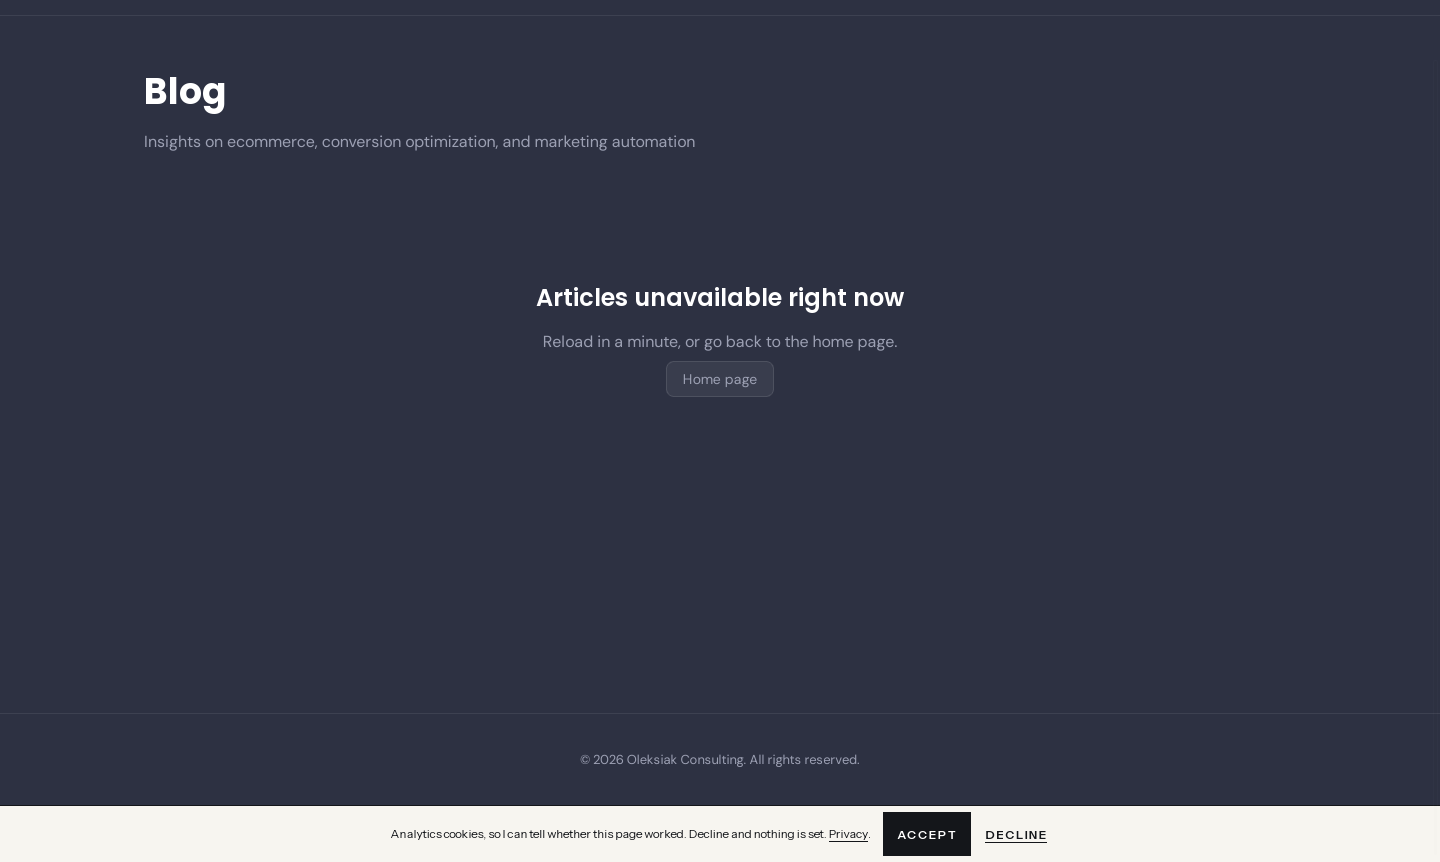 Blog
Insights on ecommerce, conversion optimization, and marketing automation
Articles unavailable right now
Reload in a minute, or go back to the home page.
Home page
© 2026 Oleksiak Consulting. All rights reserved.
Analytics cookies, so I can tell whether this page worked. Decline and nothing is set. Privacy. ACCEPT DECLINE